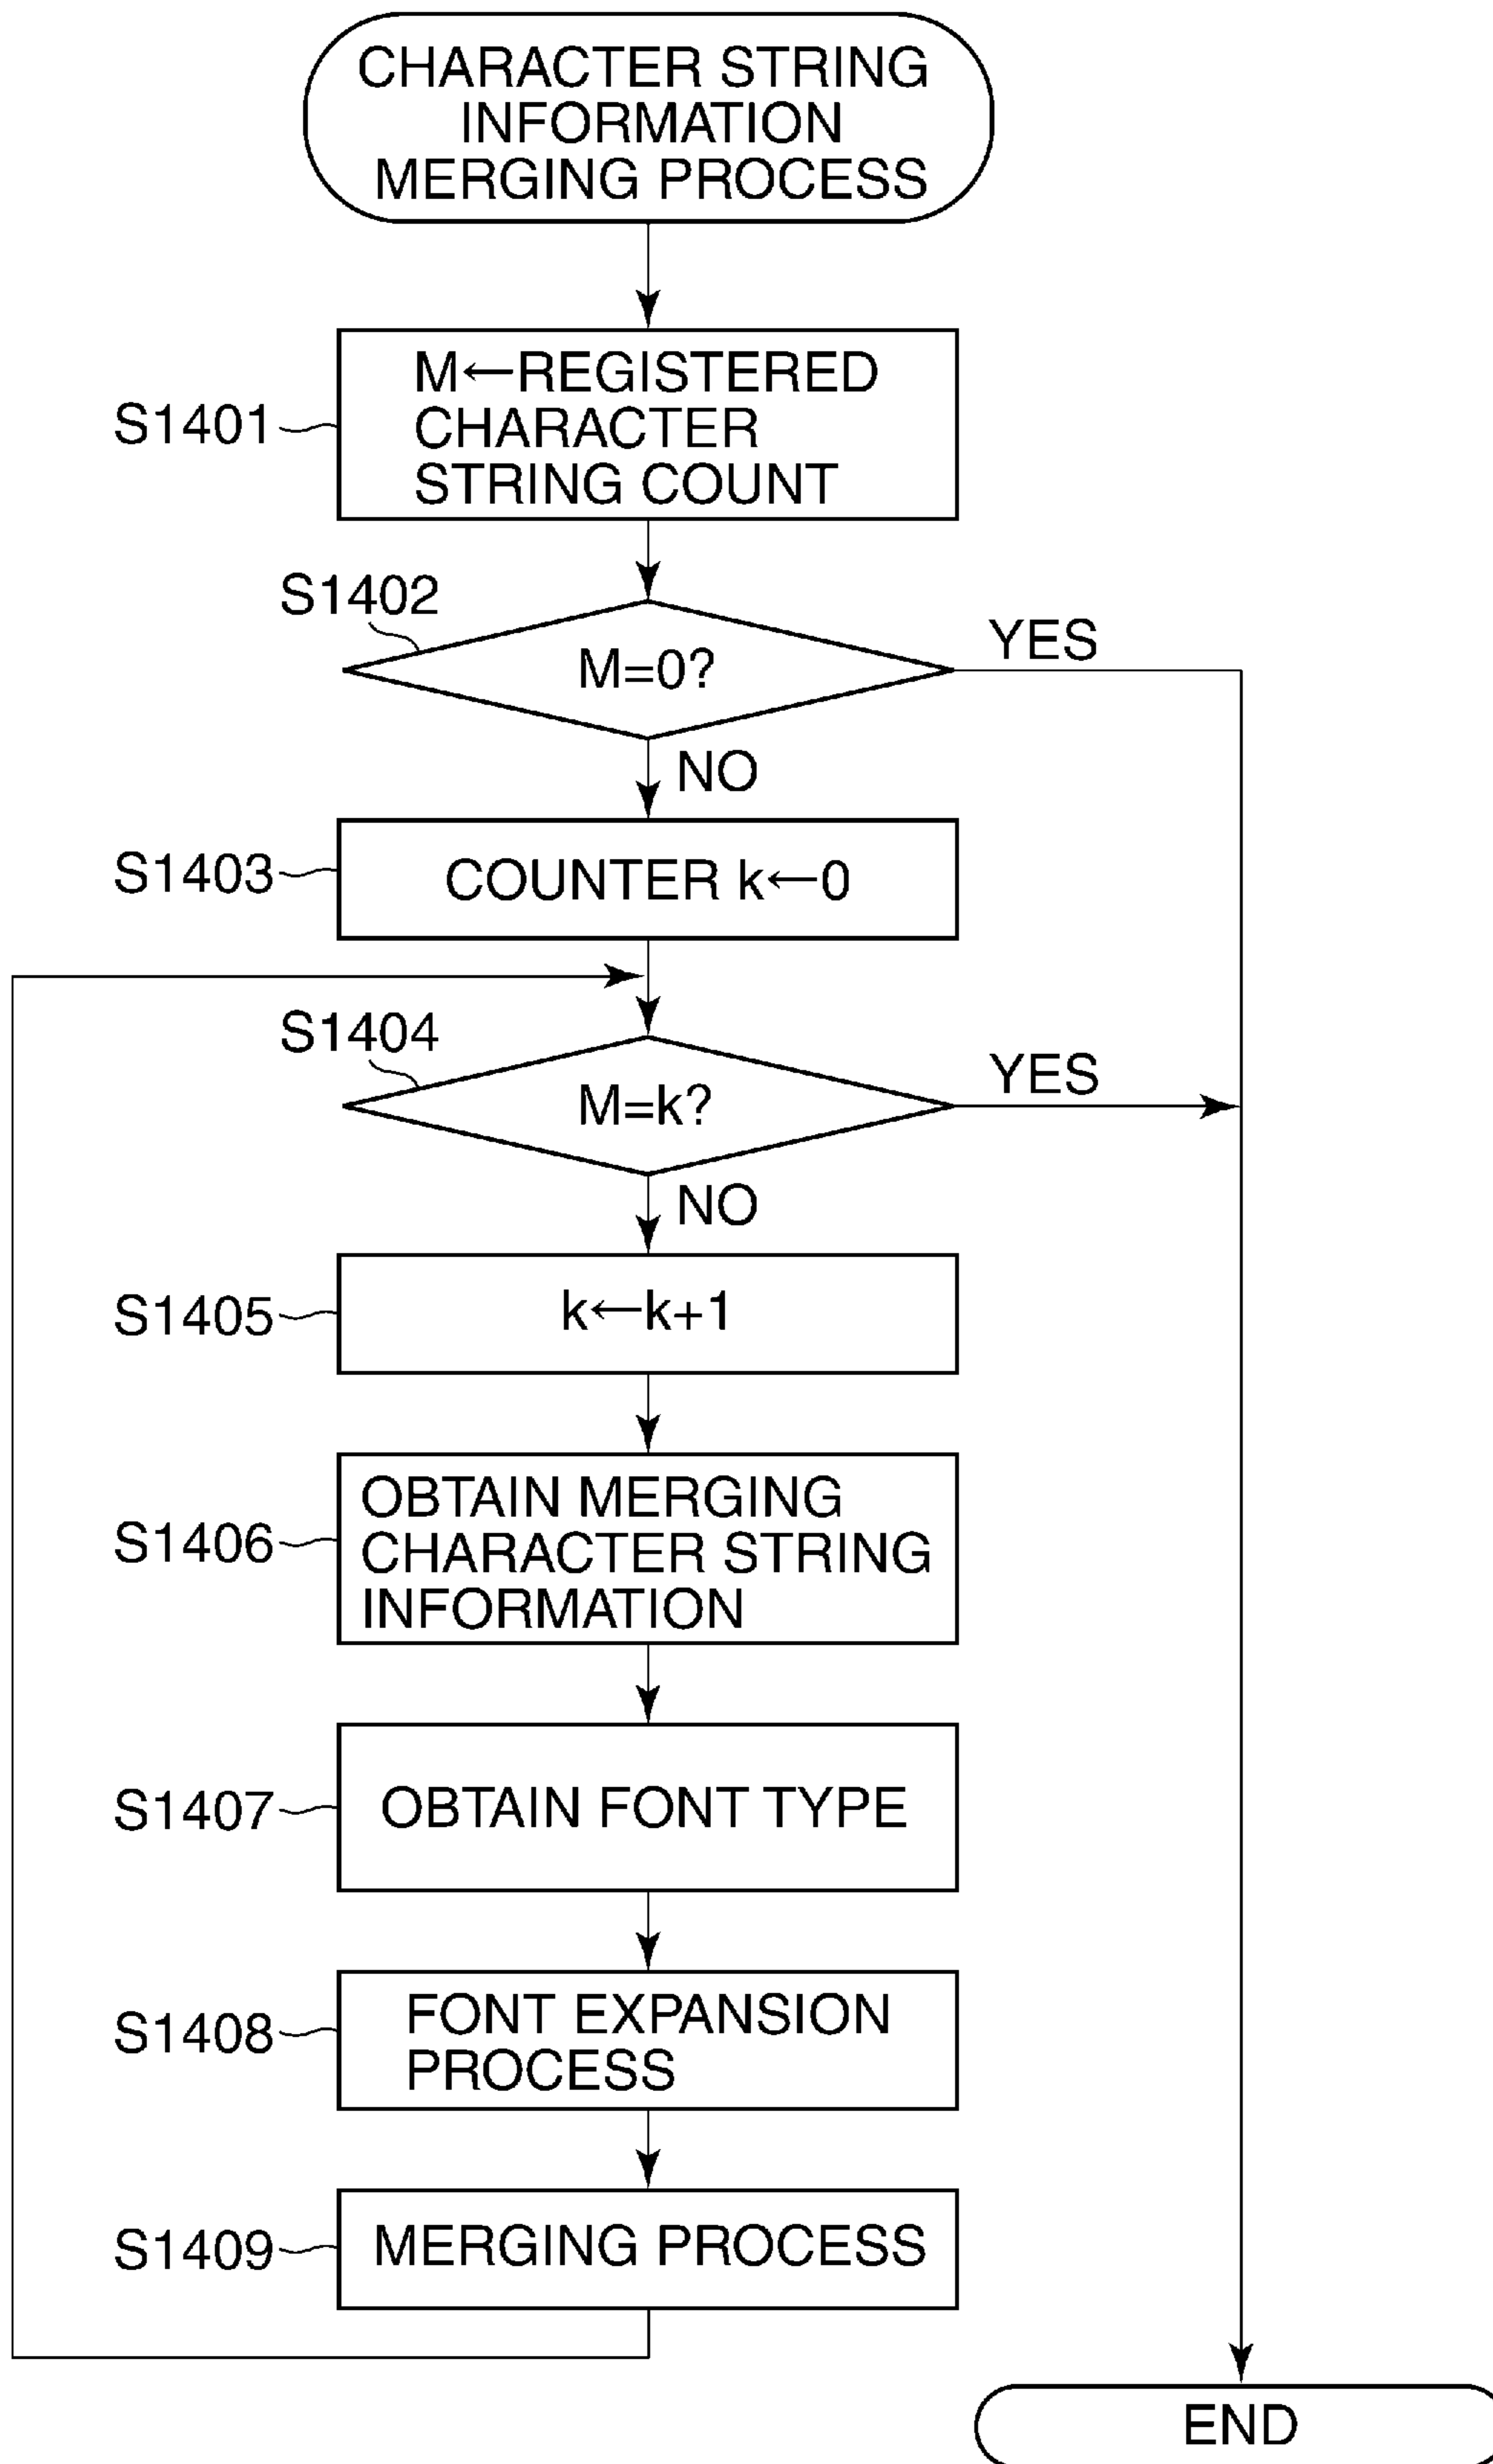 CHARACTER STRING
INFORMATION
MERGING PROCESS
S1401
M←REGISTERED
CHARACTER
STRING COUNT
S1402
M=0?
YES
NO
S1403
COUNTER k←0
S1404
M=k?
YES
NO
S1405
k←k+1
S1406
OBTAIN MERGING
CHARACTER STRING
INFORMATION
S1407
OBTAIN FONT TYPE
S1408
FONT EXPANSION
PROCESS
S1409
MERGING PROCESS
END